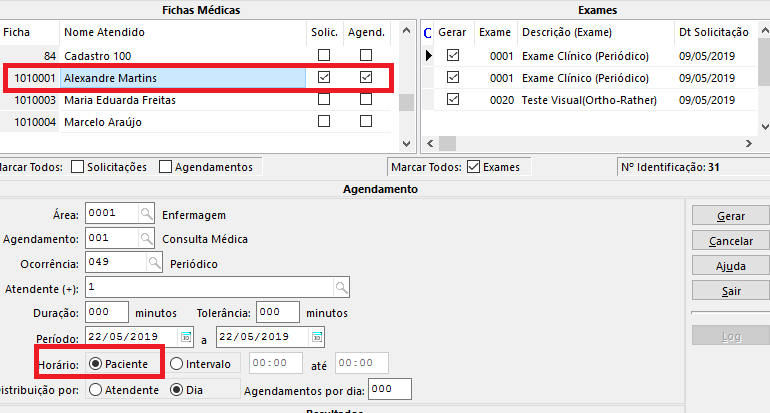 Fichas Médicas
Exames
Ficha Nome Atendido Solic. Agend.
C Gerar Exame Descrição (Exame) Dt Solicitação
84 Cadastro 100
0001 Exame Clínico (Periódico) 09/05/2019
1010001 Alexandre Martins
0001 Exame Clínico (Periódico) 09/05/2019
1010003 Maria Eduarda Freitas
0020 Teste Visual(Ortho-Rather) 09/05/2019
1010004 Marcelo Araújo
arcar Todos: Solicitações Agendamentos
Marcar Todos: Exames
Nº Identificação: 31
Agendamento
Área: 0001 Enfermagem
Gerar
Agendamento: 001 Consulta Médica
Cancelar
Ocorrência: 049 Periódico
Ajuda
Atendente (+): 1
Sair
Duração: 000 minutos Tolerância: 000 minutos
Período: 22/05/2019 a 22/05/2019
Log
Horário: Paciente Intervalo 00:00 até 00:00
istribuição por: Atendente Dia Agendamentos por dia: 000